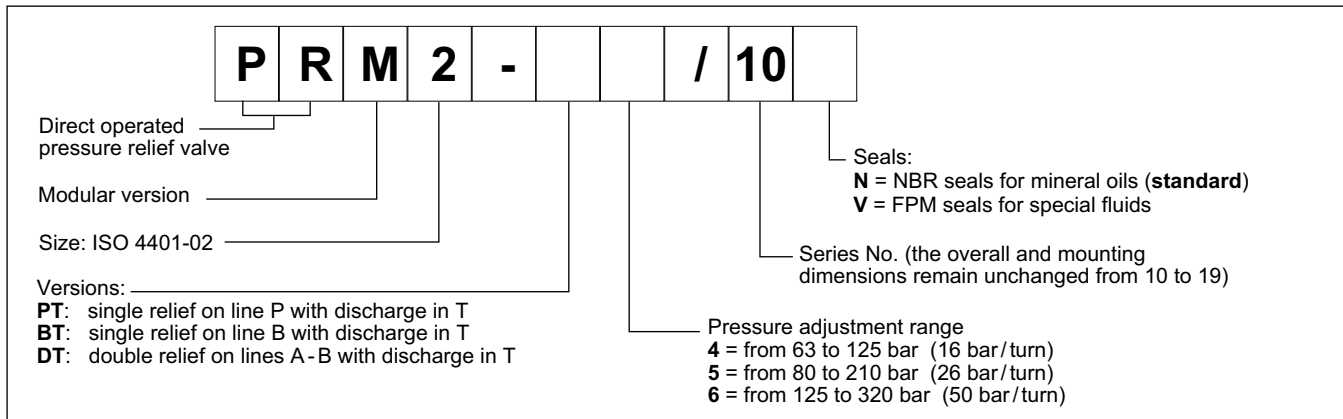 P R M 2 - / 10
Direct operated
pressure relief valve
Modular version
Size: ISO 4401-02
Versions:
PT: single relief on line P with discharge in T
BT: single relief on line B with discharge in T
DT: double relief on lines A-B with discharge in T
Seals:
N = NBR seals for mineral oils (standard)
V = FPM seals for special fluids
Series No. (the overall and mounting
dimensions remain unchanged from 10 to 19)
Pressure adjustment range
4 = from 63 to 125 bar (16 bar/turn)
5 = from 80 to 210 bar (26 bar/turn)
6 = from 125 to 320 bar (50 bar/turn)